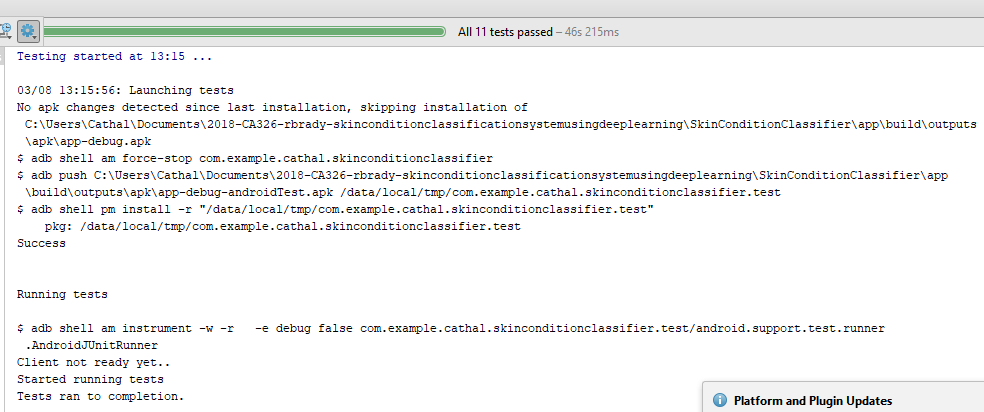 All 11 tests passed – 46s 215ms
Testing started at 13:15 ...
03/08 13:15:56: Launching tests
No apk changes detected since last installation, skipping installation of
C:\Users\Cathal\Documents\2018-CA326-rbrady-skinconditionclassificationsystemusingdeeplearning\SkinConditionClassifier\app\build\outputs
\apk\app-debug.apk
$ adb shell am force-stop com.example.cathal.skinconditionclassifier
$ adb push C:\Users\Cathal\Documents\2018-CA326-rbrady-skinconditionclassificationsystemusingdeeplearning\SkinConditionClassifier\app
\build\outputs\apk\app-debug-androidTest.apk /data/local/tmp/com.example.cathal.skinconditionclassifier.test
$ adb shell pm install -r "/data/local/tmp/com.example.cathal.skinconditionclassifier.test"
pkg: /data/local/tmp/com.example.cathal.skinconditionclassifier.test
Success
Running tests
$ adb shell am instrument -w -r   -e debug false com.example.cathal.skinconditionclassifier.test/android.support.test.runner
.AndroidJUnitRunner
Client not ready yet..
Started running tests
Tests ran to completion.
Platform and Plugin Updates